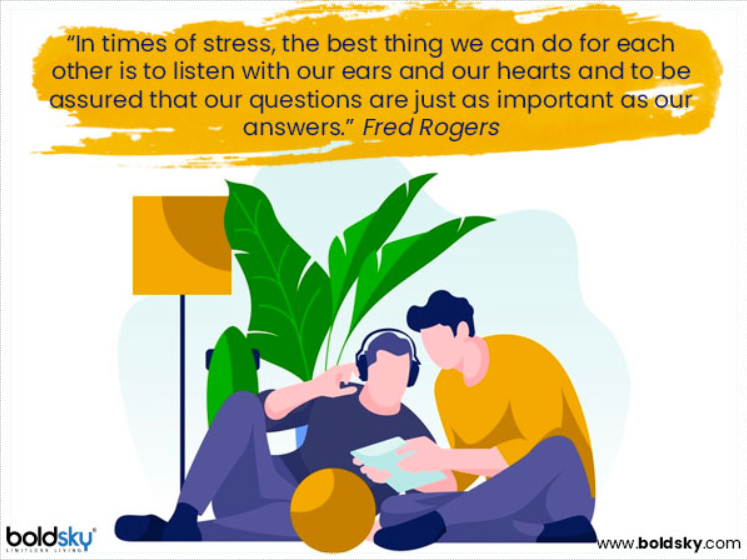 “In times of stress, the best thing we can do for each
other is to listen with our ears and our hearts and to be
assured that our questions are just as important as our
answers.” Fred Rogers
boldsky®
LIMITLESS LIVING
www.boldsky.com